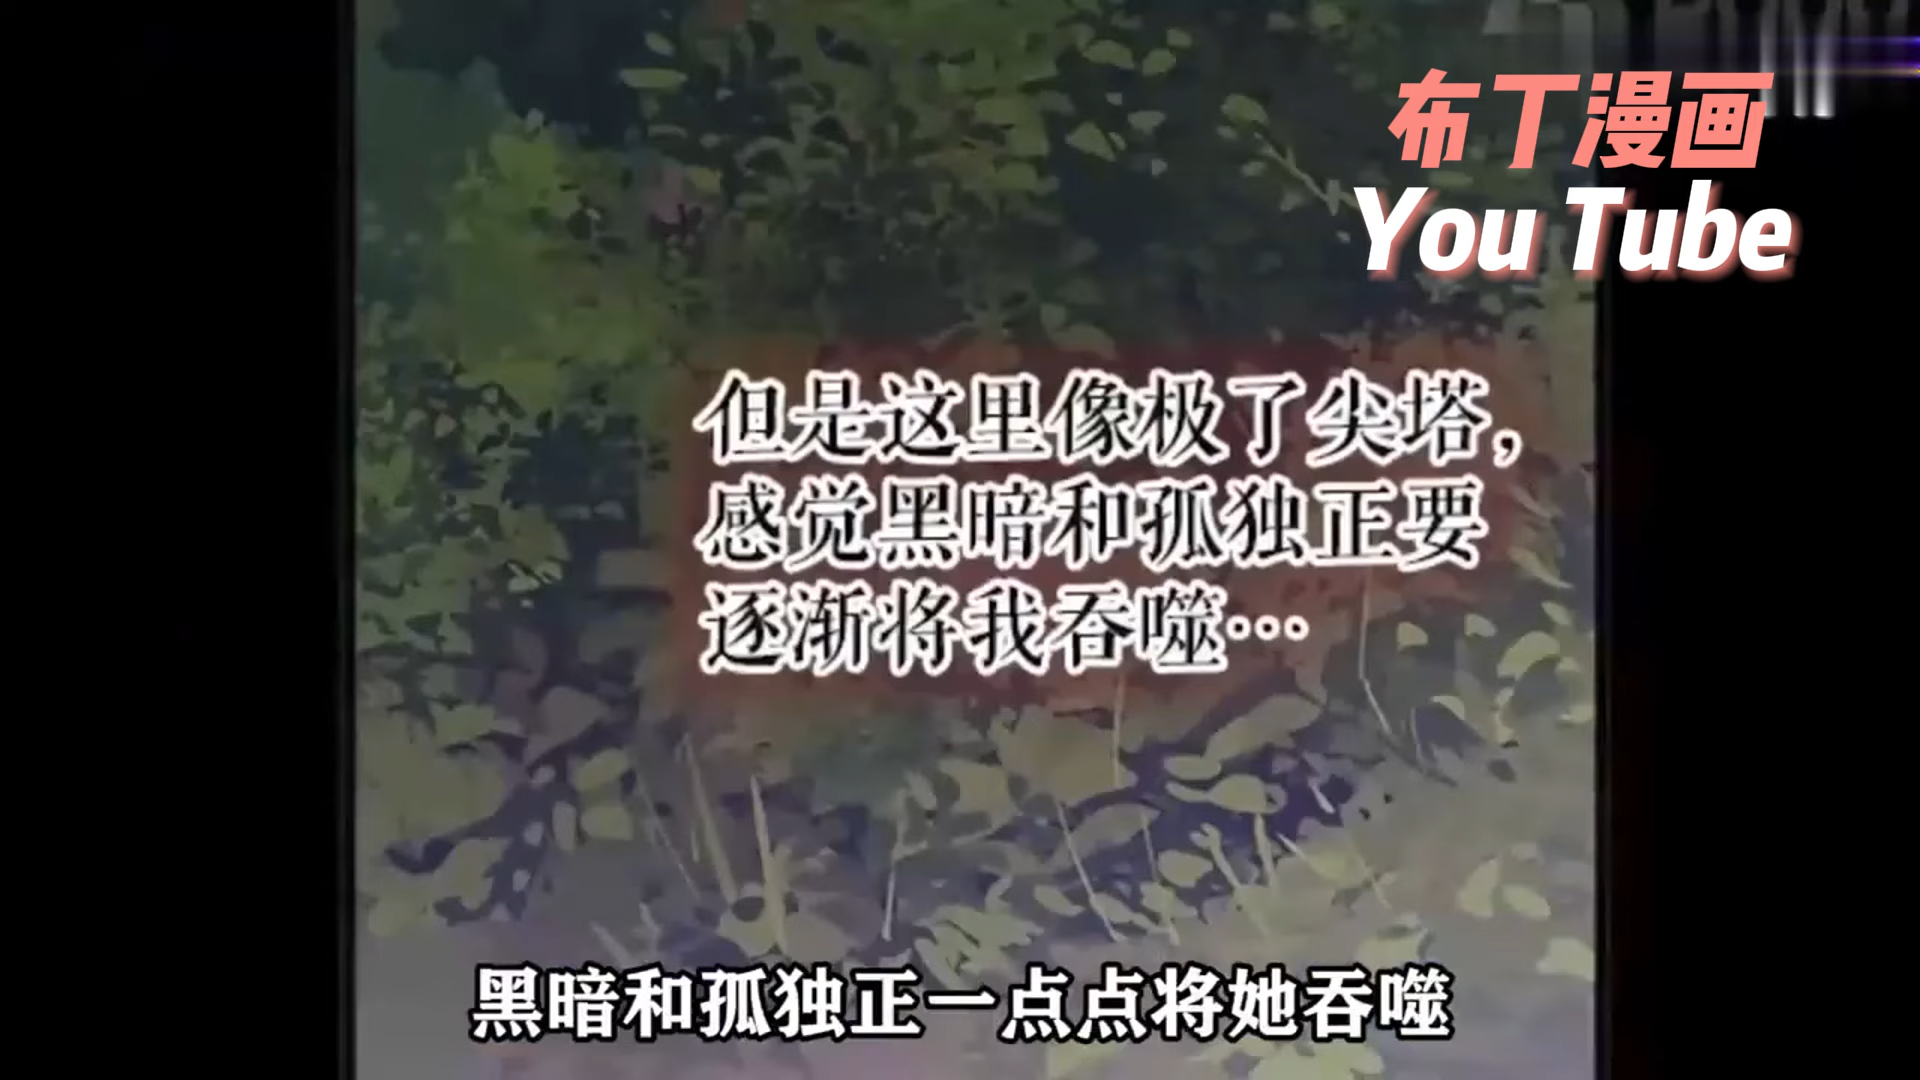 布丁漫画
You Tube
但是这里像极了尖塔，
感觉黑暗和孤独正要
逐渐将我吞噬…
黑暗和孤独正一点点将她吞噬